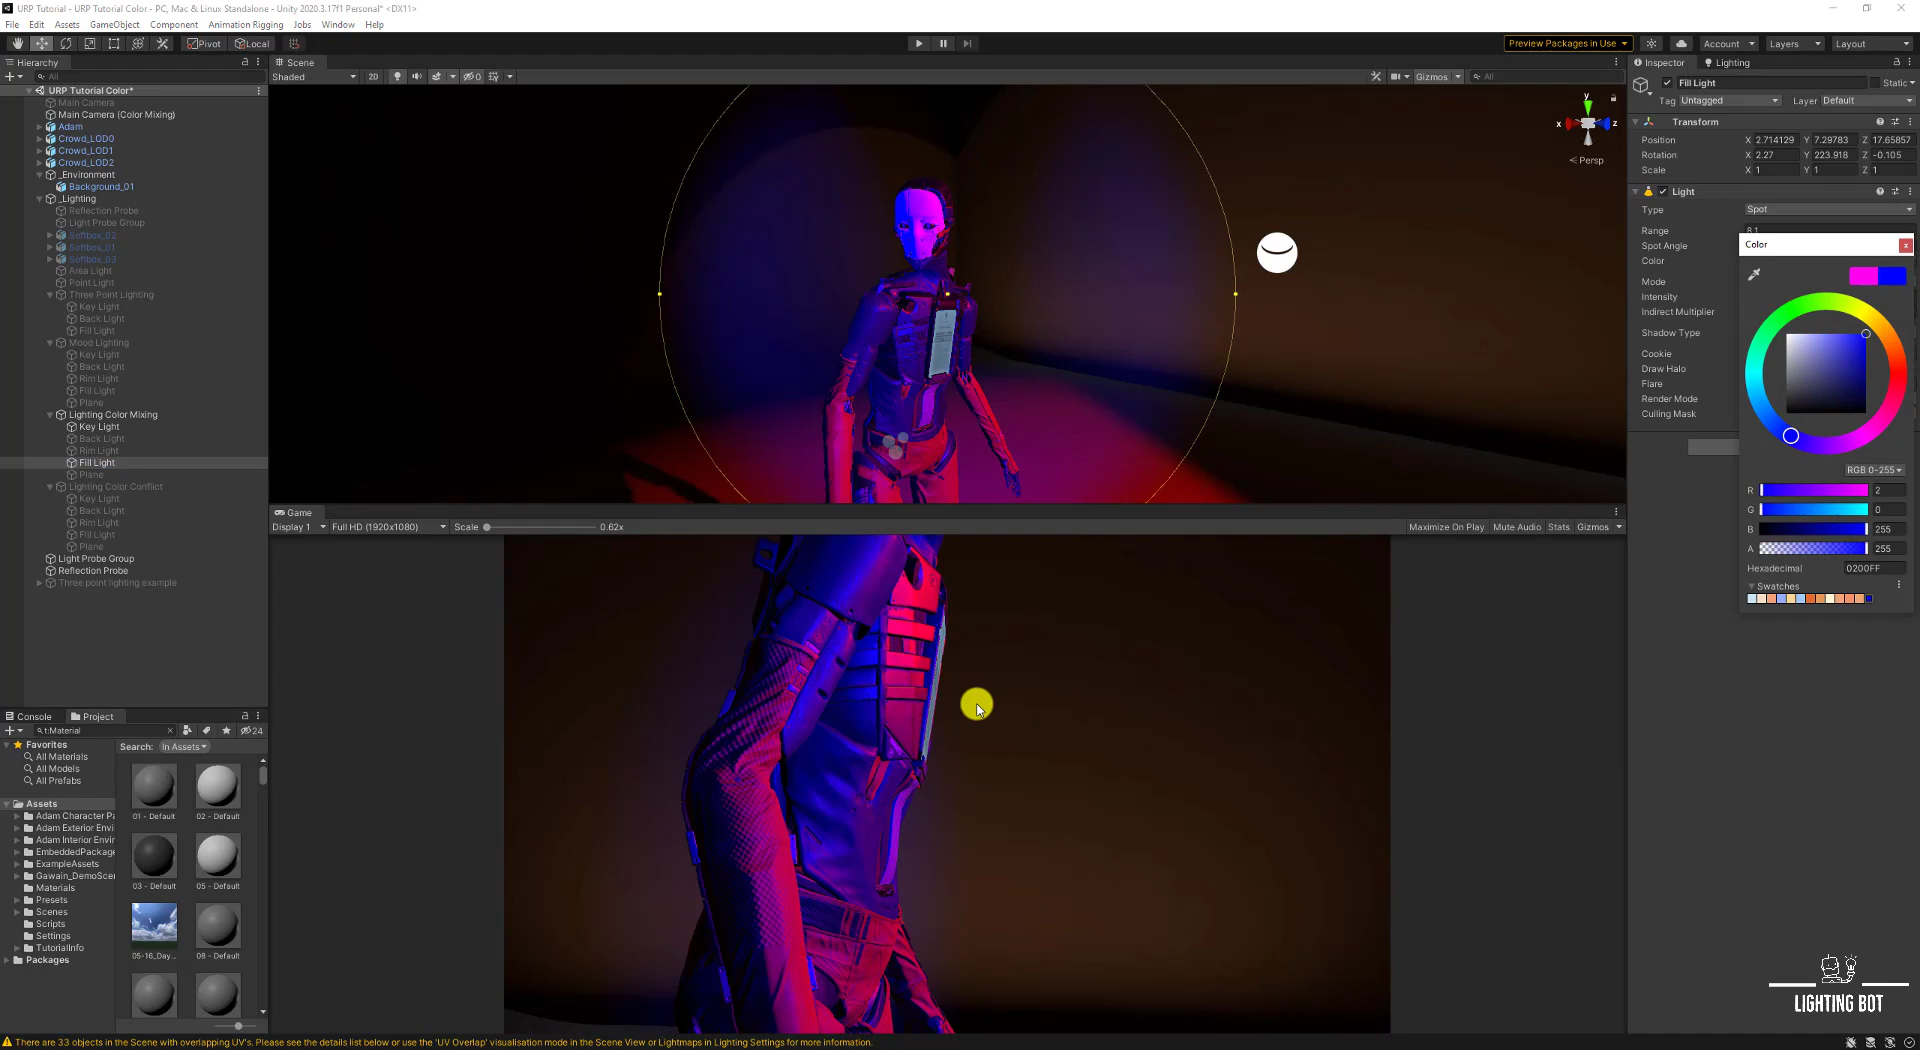 URP Tutorial - URP Tutorial Color - PC, Mac & Linux Standalone - Unity 2020.3.17f1 Personal* <DX11>
File Edit Assets GameObject Component Animation Rigging Jobs Window Help
Pivot Local Preview Packages in Use Account Layers Layout
Hierarchy
All
URP Tutorial Color*
Main Camera
Main Camera (Color Mixing)
Adam
Crowd_LOD0
Crowd_LOD1
Crowd_LOD2
_Environment
Background_01
_Lighting
Reflection Probe
Light Probe Group
Softbox_02
Softbox_01
Softbox_03
Area Light
Point Light
Three Point Lighting
Key Light
Back Light
Fill Light
Mood Lighting
Key Light
Back Light
Rim Light
Fill Light
Plane
Lighting Color Mixing
Key Light
Back Light
Rim Light
Fill Light
Plane
Lighting Color Conflict
Key Light
Back Light
Rim Light
Fill Light
Plane
Light Probe Group
Reflection Probe
Three point lighting example
Scene
Shaded 2D 0 Gizmos All
y
x z
Persp
Game
Display 1 Full HD (1920x1080) Scale 0.62x Maximize On Play Mute Audio Stats Gizmos
Inspector Lighting
Fill Light Static
Tag Untagged Layer Default
Transform
Position X 2.714129 Y 7.29783 Z 17.65857
Rotation X 2.27 Y 223.918 Z -0.105
Scale X 1 Y 1 Z 1
Light
Type Spot
Range 8.1
Spot Angle
Color
Mode
Intensity
Indirect Multiplier
Shadow Type
Cookie
Draw Halo
Flare
Render Mode
Culling Mask
Color x
RGB 0-255
R 2
G 0
B 255
A 255
Hexadecimal 0200FF
Swatches
Console Project
t:Material 24
Favorites
All Materials
All Models
All Prefabs
Assets
Adam Character Pa
Adam Exterior Envi
Adam Interior Envir
EmbeddedPackage
ExampleAssets
Gawain_DemoScen
Materials
Presets
Scenes
Scripts
Settings
TutorialInfo
Packages
Search: In Assets
01 - Default 02 - Default
03 - Default 05 - Default
05-16_Day... 08 - Default
LIGHTING BOT
There are 33 objects in the Scene with overlapping UV's. Please see the details list below or use the 'UV Overlap' visualisation mode in the Scene View or Lightmaps in Lighting Settings for more information.